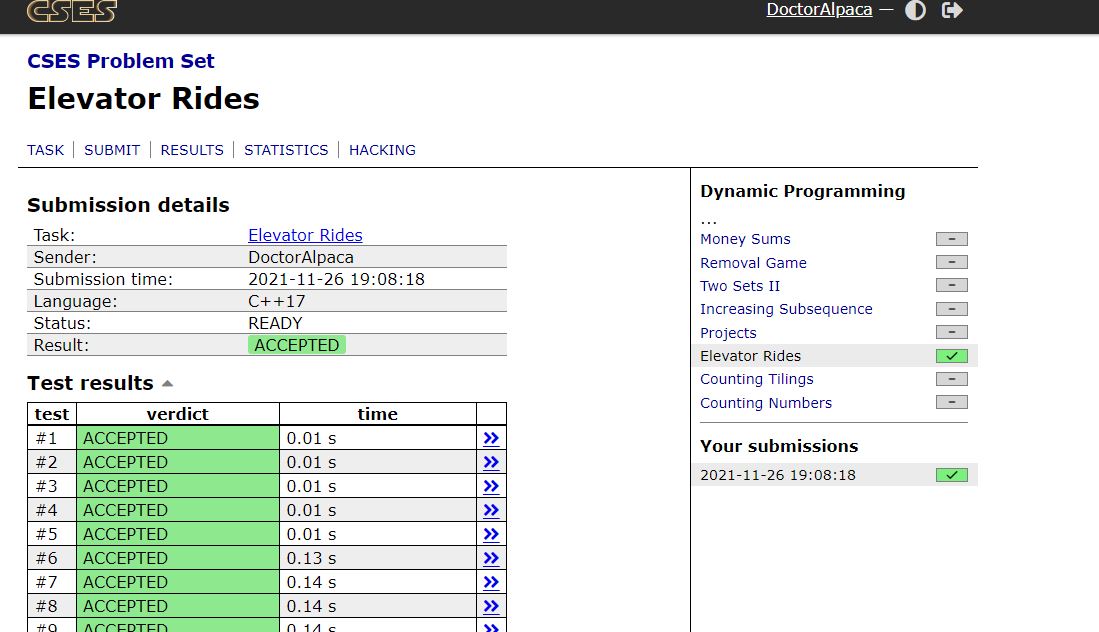 CSES
DoctorAlpaca —
CSES Problem Set
Elevator Rides
TASK | SUBMIT | RESULTS | STATISTICS | HACKING
Submission details
Task: Elevator Rides
Sender: DoctorAlpaca
Submission time: 2021-11-26 19:08:18
Language: C++17
Status: READY
Result: ACCEPTED
Test results
test verdict time
#1 ACCEPTED 0.01 s »
#2 ACCEPTED 0.01 s »
#3 ACCEPTED 0.01 s »
#4 ACCEPTED 0.01 s »
#5 ACCEPTED 0.01 s »
#6 ACCEPTED 0.13 s »
#7 ACCEPTED 0.14 s »
#8 ACCEPTED 0.14 s »
#9 ACCEPTED 0.14 s »
Dynamic Programming
...
Money Sums –
Removal Game –
Two Sets II –
Increasing Subsequence –
Projects –
Elevator Rides ✓
Counting Tilings –
Counting Numbers –
Your submissions
2021-11-26 19:08:18 ✓